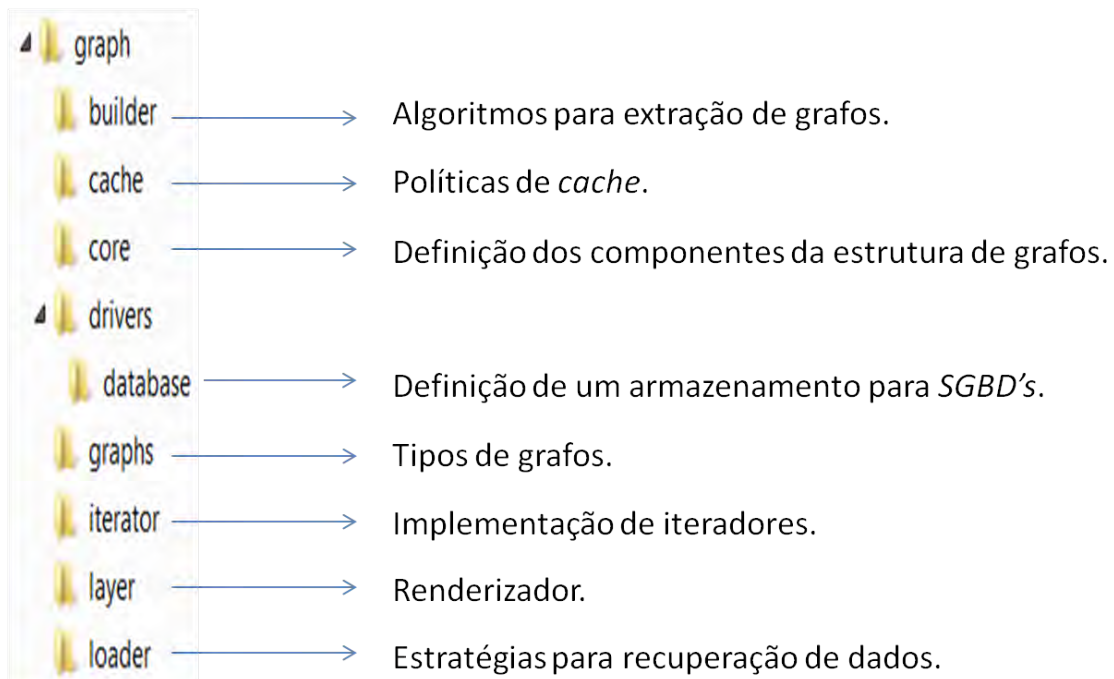 graph
builder Algoritmos para extração de grafos.
cache Políticas de cache.
core Definição dos componentes da estrutura de grafos.
drivers
database Definição de um armazenamento para SGBD’s.
graphs Tipos de grafos.
iterator Implementação de iteradores.
layer Renderizador.
loader Estratégias para recuperação de dados.